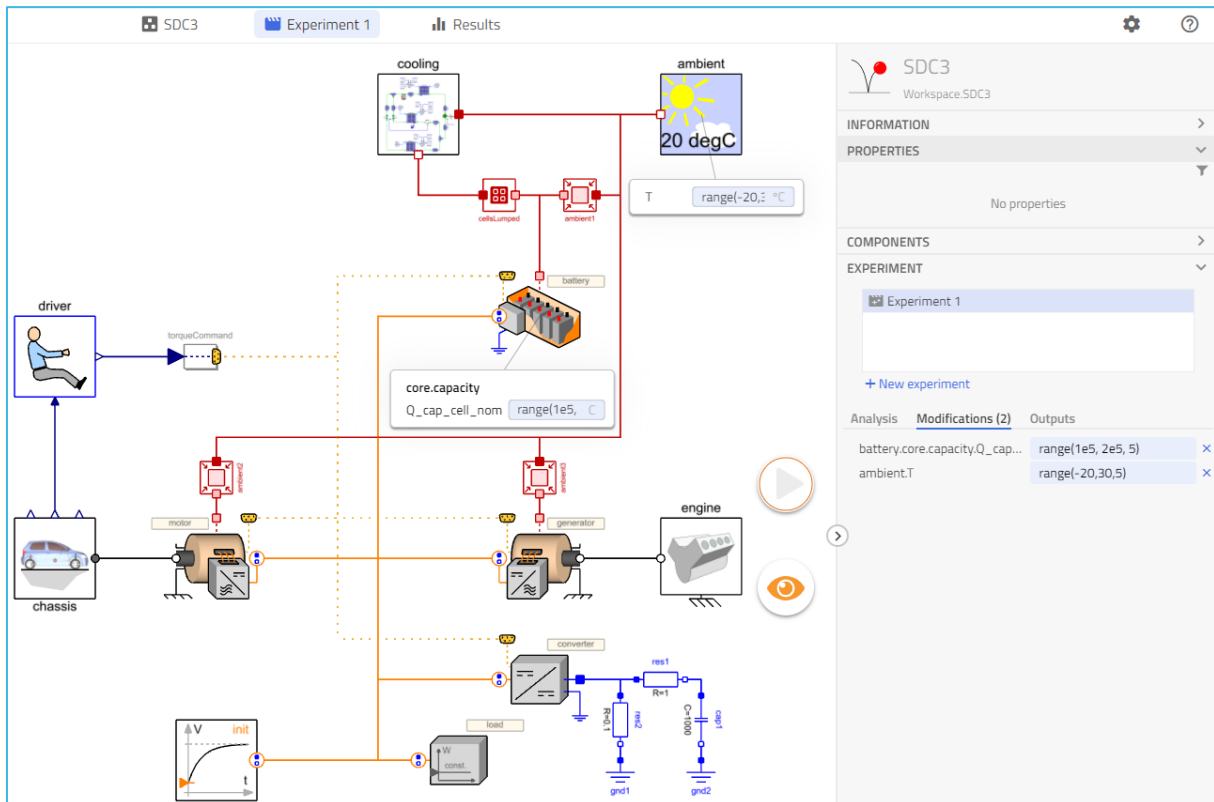 SDC3
Experiment 1
Results
cooling
ambient
20 degC
T
range(-20,3
°C
cellsLumped
ambient1
battery
driver
torqueCommand
core.capacity
Q_cap_cell_nom
range(1e5,
C
ambient2
ambient3
motor
generator
engine
chassis
converter
res1
R=1
R=0.1
res2
C=1000
cap1
gnd1
gnd2
V
init
t
load
W
const.
SDC3
Workspace.SDC3
INFORMATION
PROPERTIES
No properties
COMPONENTS
EXPERIMENT
Experiment 1
+ New experiment
Analysis
Modifications (2)
Outputs
battery.core.capacity.Q_cap...
range(1e5, 2e5, 5)
ambient.T
range(-20,30,5)